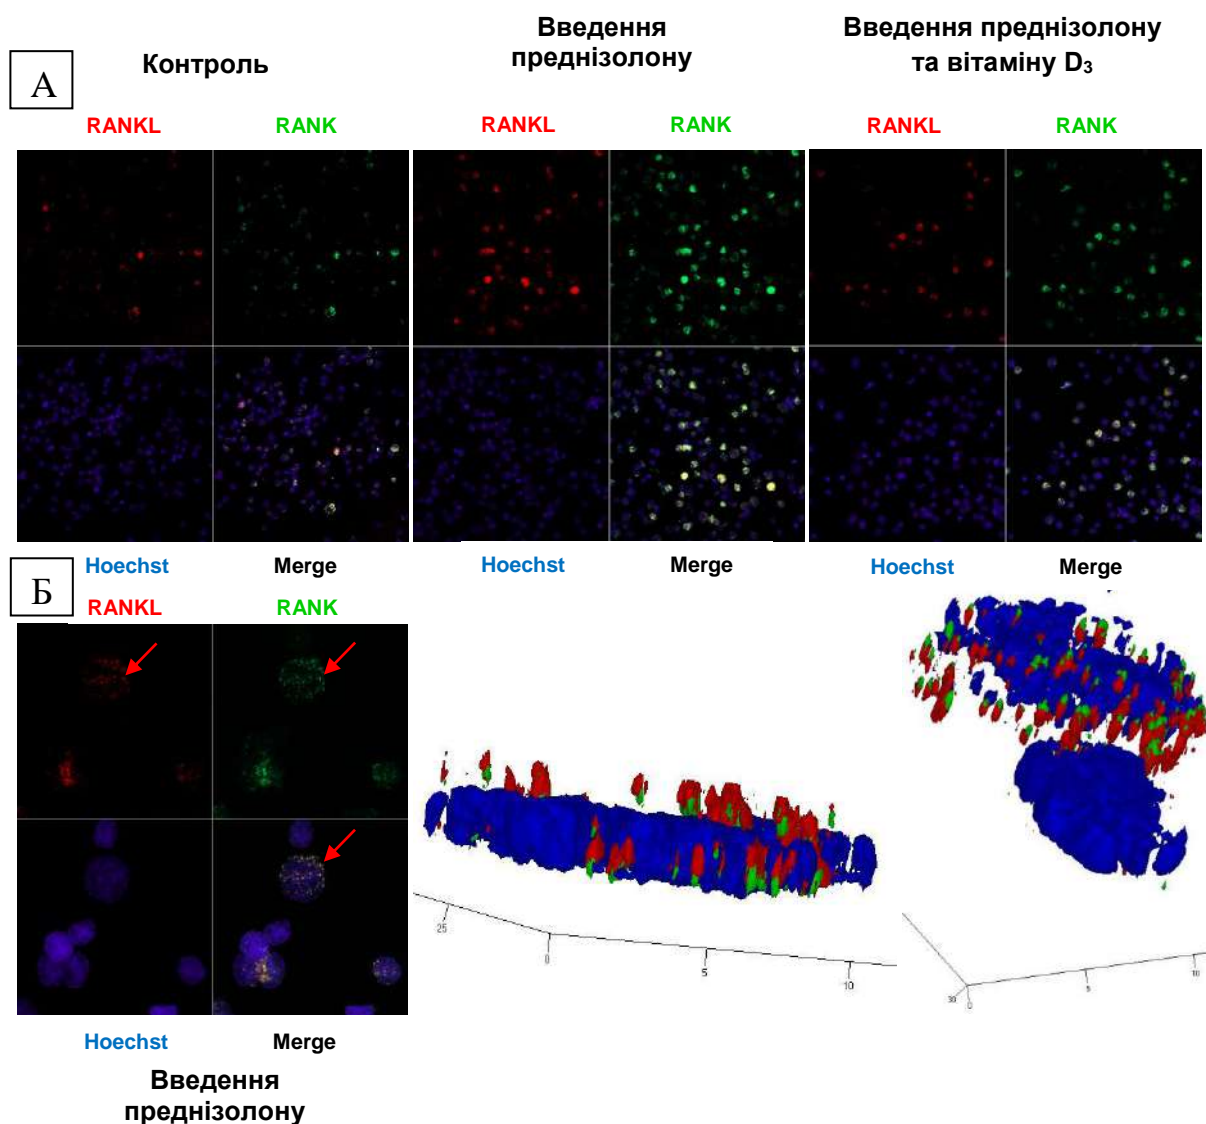 А
Контроль
Введення
преднізолону
Введення преднізолону
та вітаміну D₃
RANKL RANK RANKL RANK RANKL RANK
Hoechst Merge Hoechst Merge Hoechst Merge
Б
RANKL RANK
25 0 5 10
30 0 5 10
Hoechst Merge
Введення
преднізолону